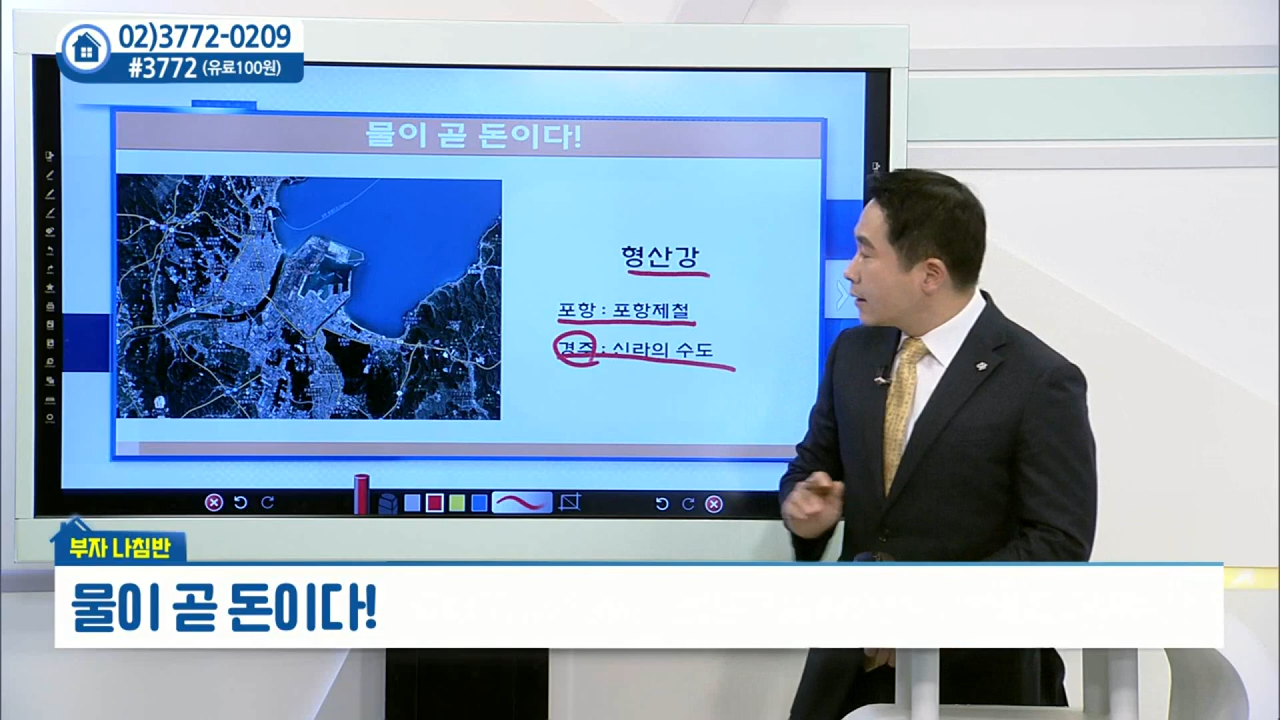 02)3772-0209
#3772 (유료100원)
물이 곧 돈이다!
형산강
포항 : 포항제철
경주 : 신라의 수도
부자 나침반
물이 곧 돈이다!